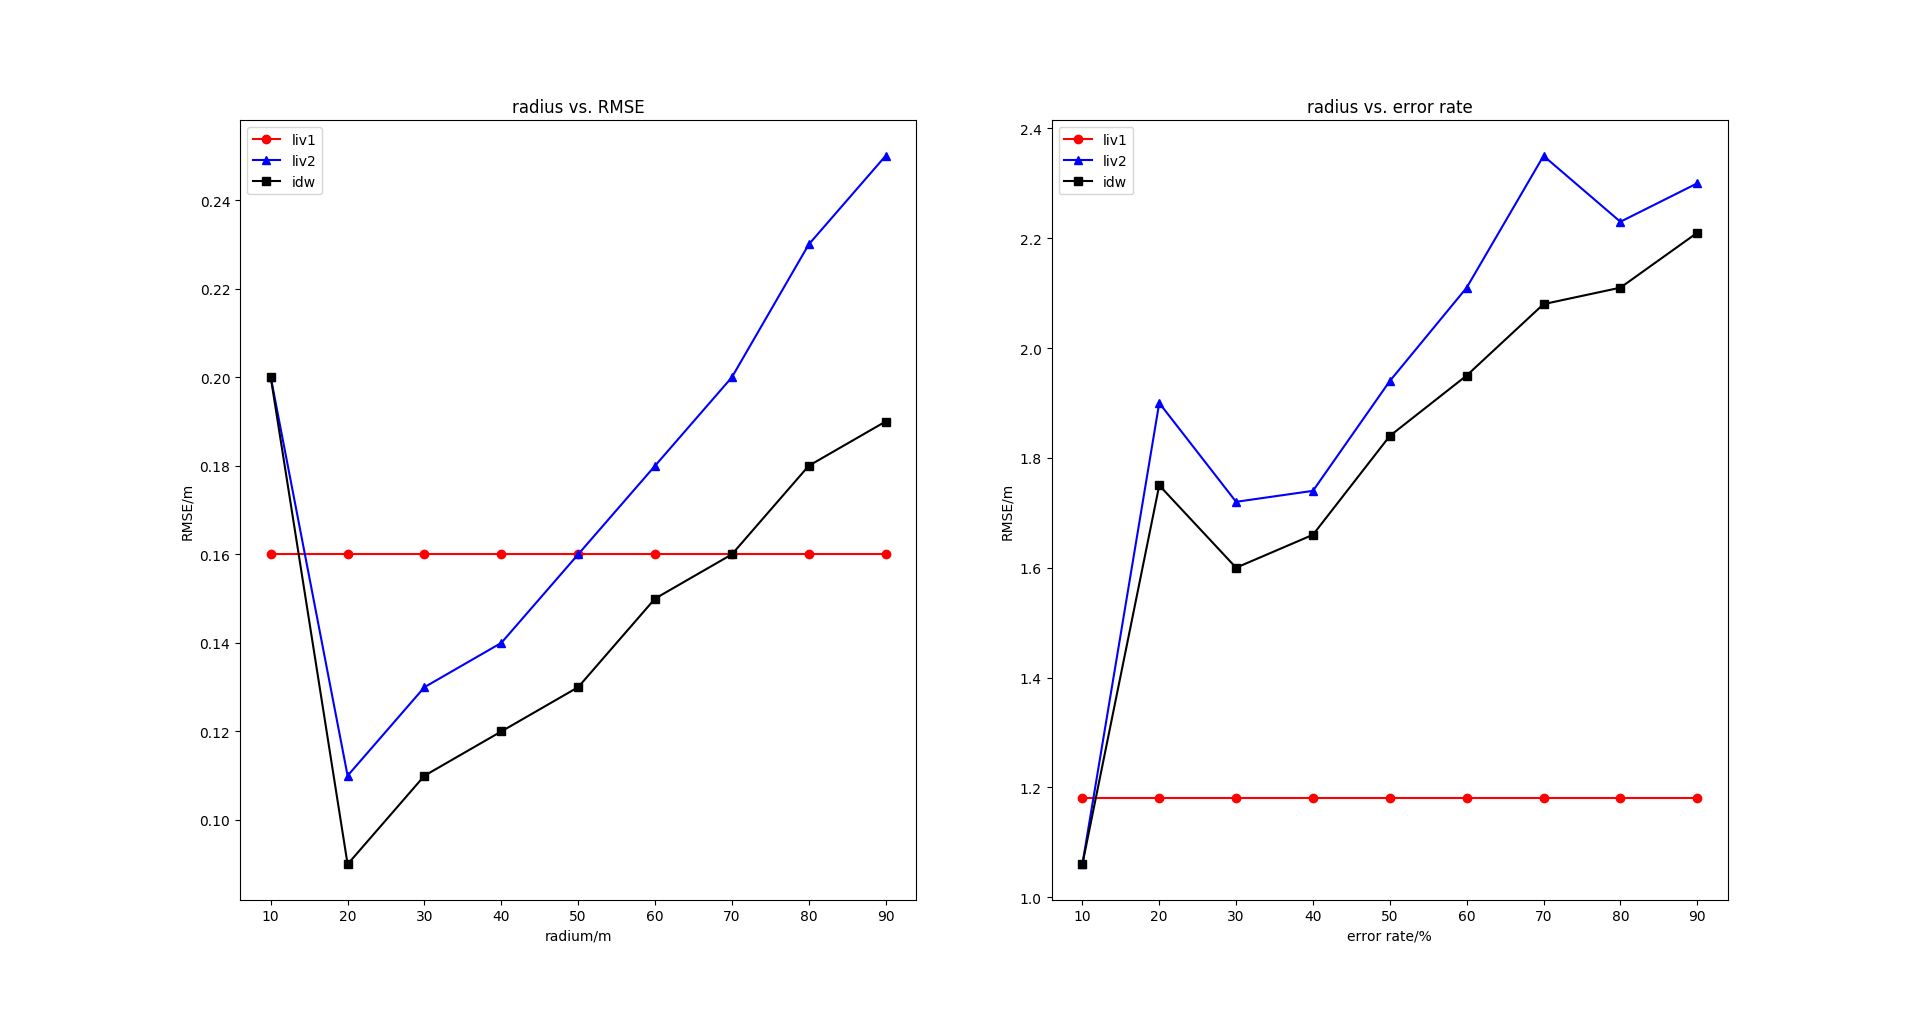 radius vs. RMSE
liv1
liv2
idw
0.24
0.22
0.20
0.18
0.16
0.14
0.12
0.10
RMSE/m
10 20 30 40 50 60 70 80 90
radium/m
radius vs. error rate
liv1
liv2
idw
2.4
2.2
2.0
1.8
1.6
1.4
1.2
1.0
RMSE/m
10 20 30 40 50 60 70 80 90
error rate/%